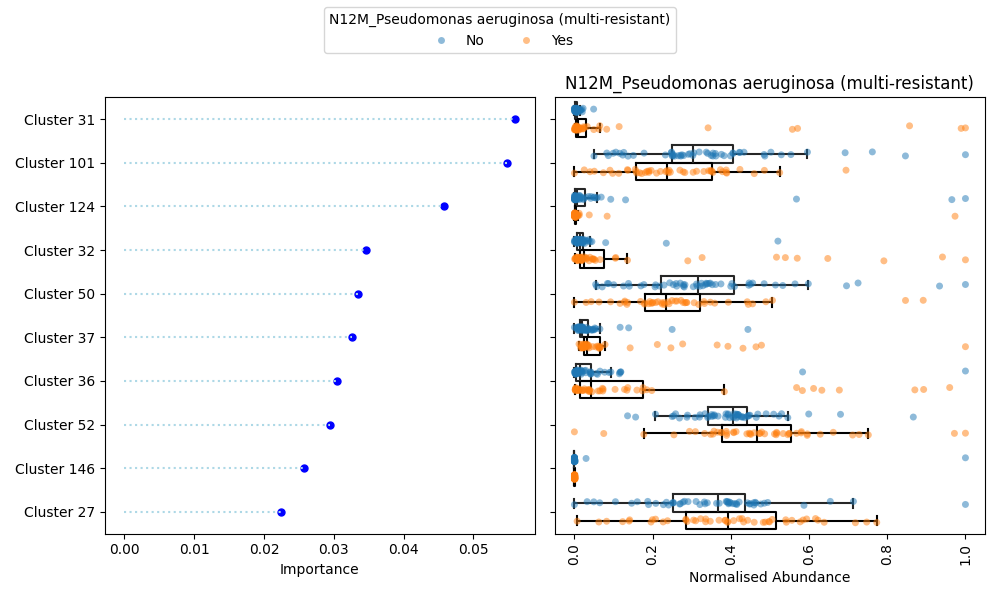 N12M_Pseudomonas aeruginosa (multi-resistant)
No Yes
N12M_Pseudomonas aeruginosa (multi-resistant)
Cluster 31
Cluster 101
Cluster 124
Cluster 32
Cluster 50
Cluster 37
Cluster 36
Cluster 52
Cluster 146
Cluster 27
0.00 0.01 0.02 0.03 0.04 0.05
Importance
0.0 0.2 0.4 0.6 0.8 1.0
Normalised Abundance